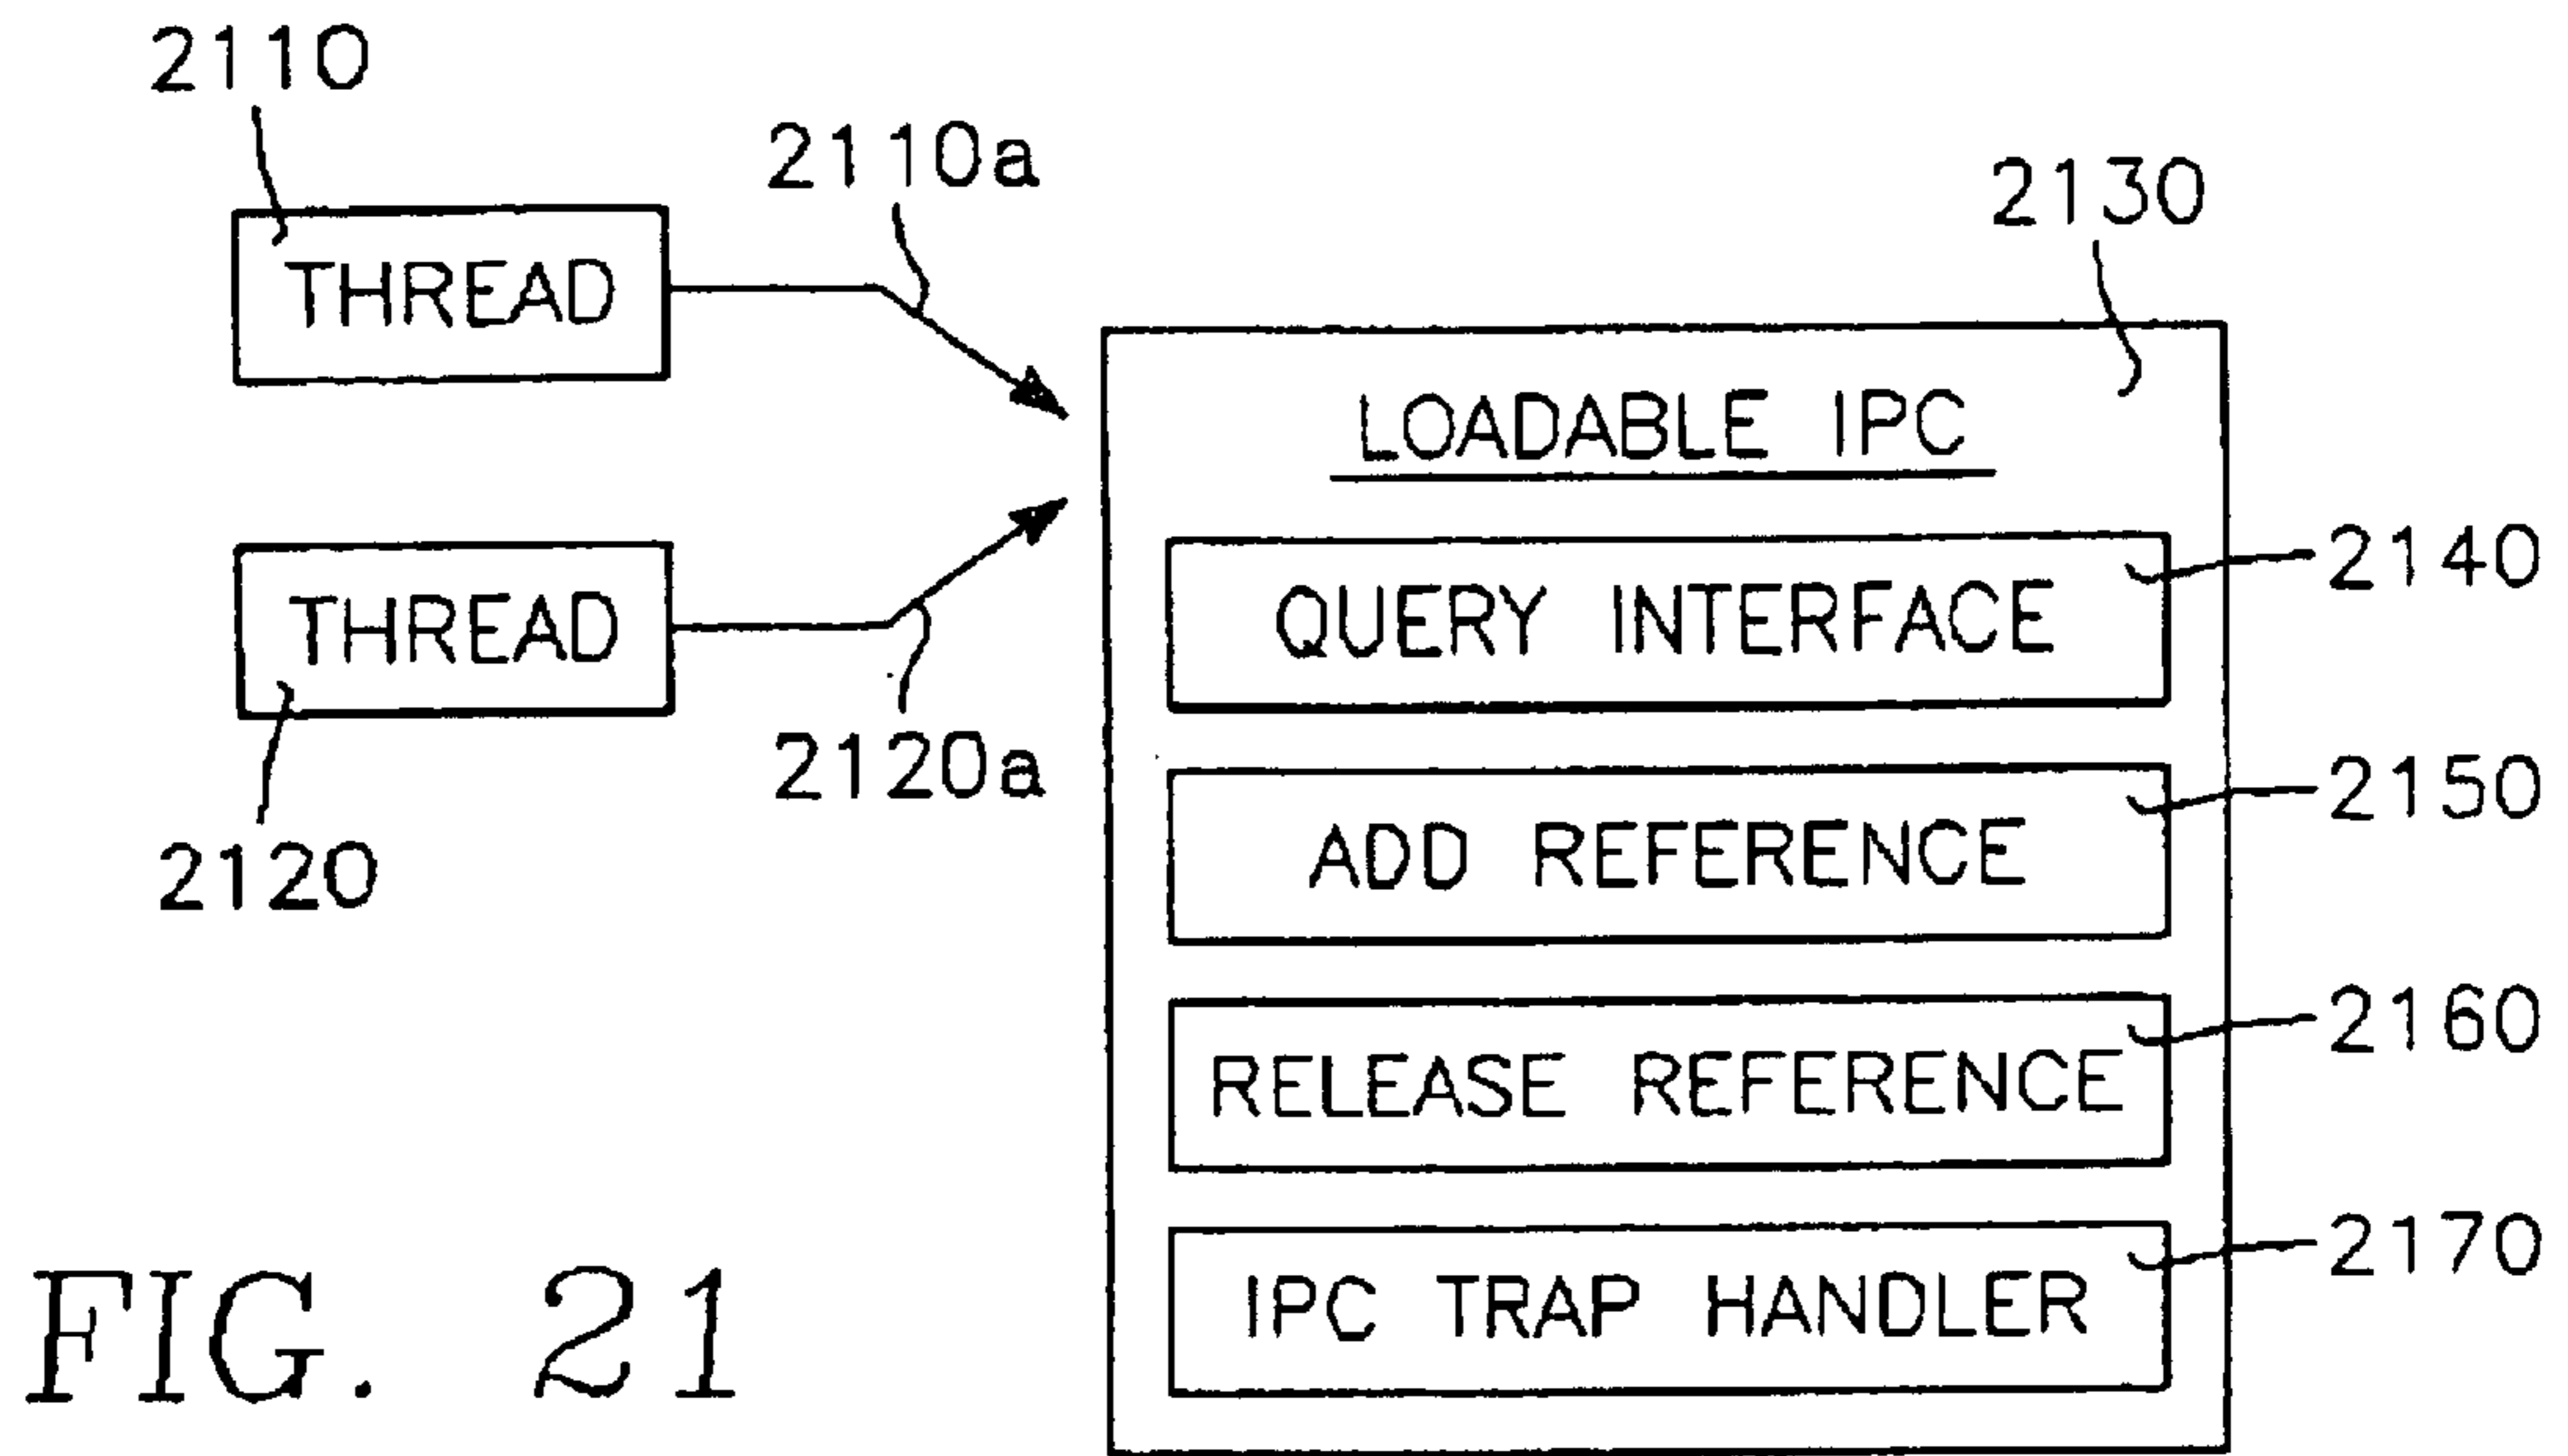 2110
2110a
2130
THREAD
LOADABLE IPC
2140
QUERY INTERFACE
THREAD
2120a
2150
2120
ADD REFERENCE
2160
RELEASE REFERENCE
2170
IPC TRAP HANDLER
FIG. 21